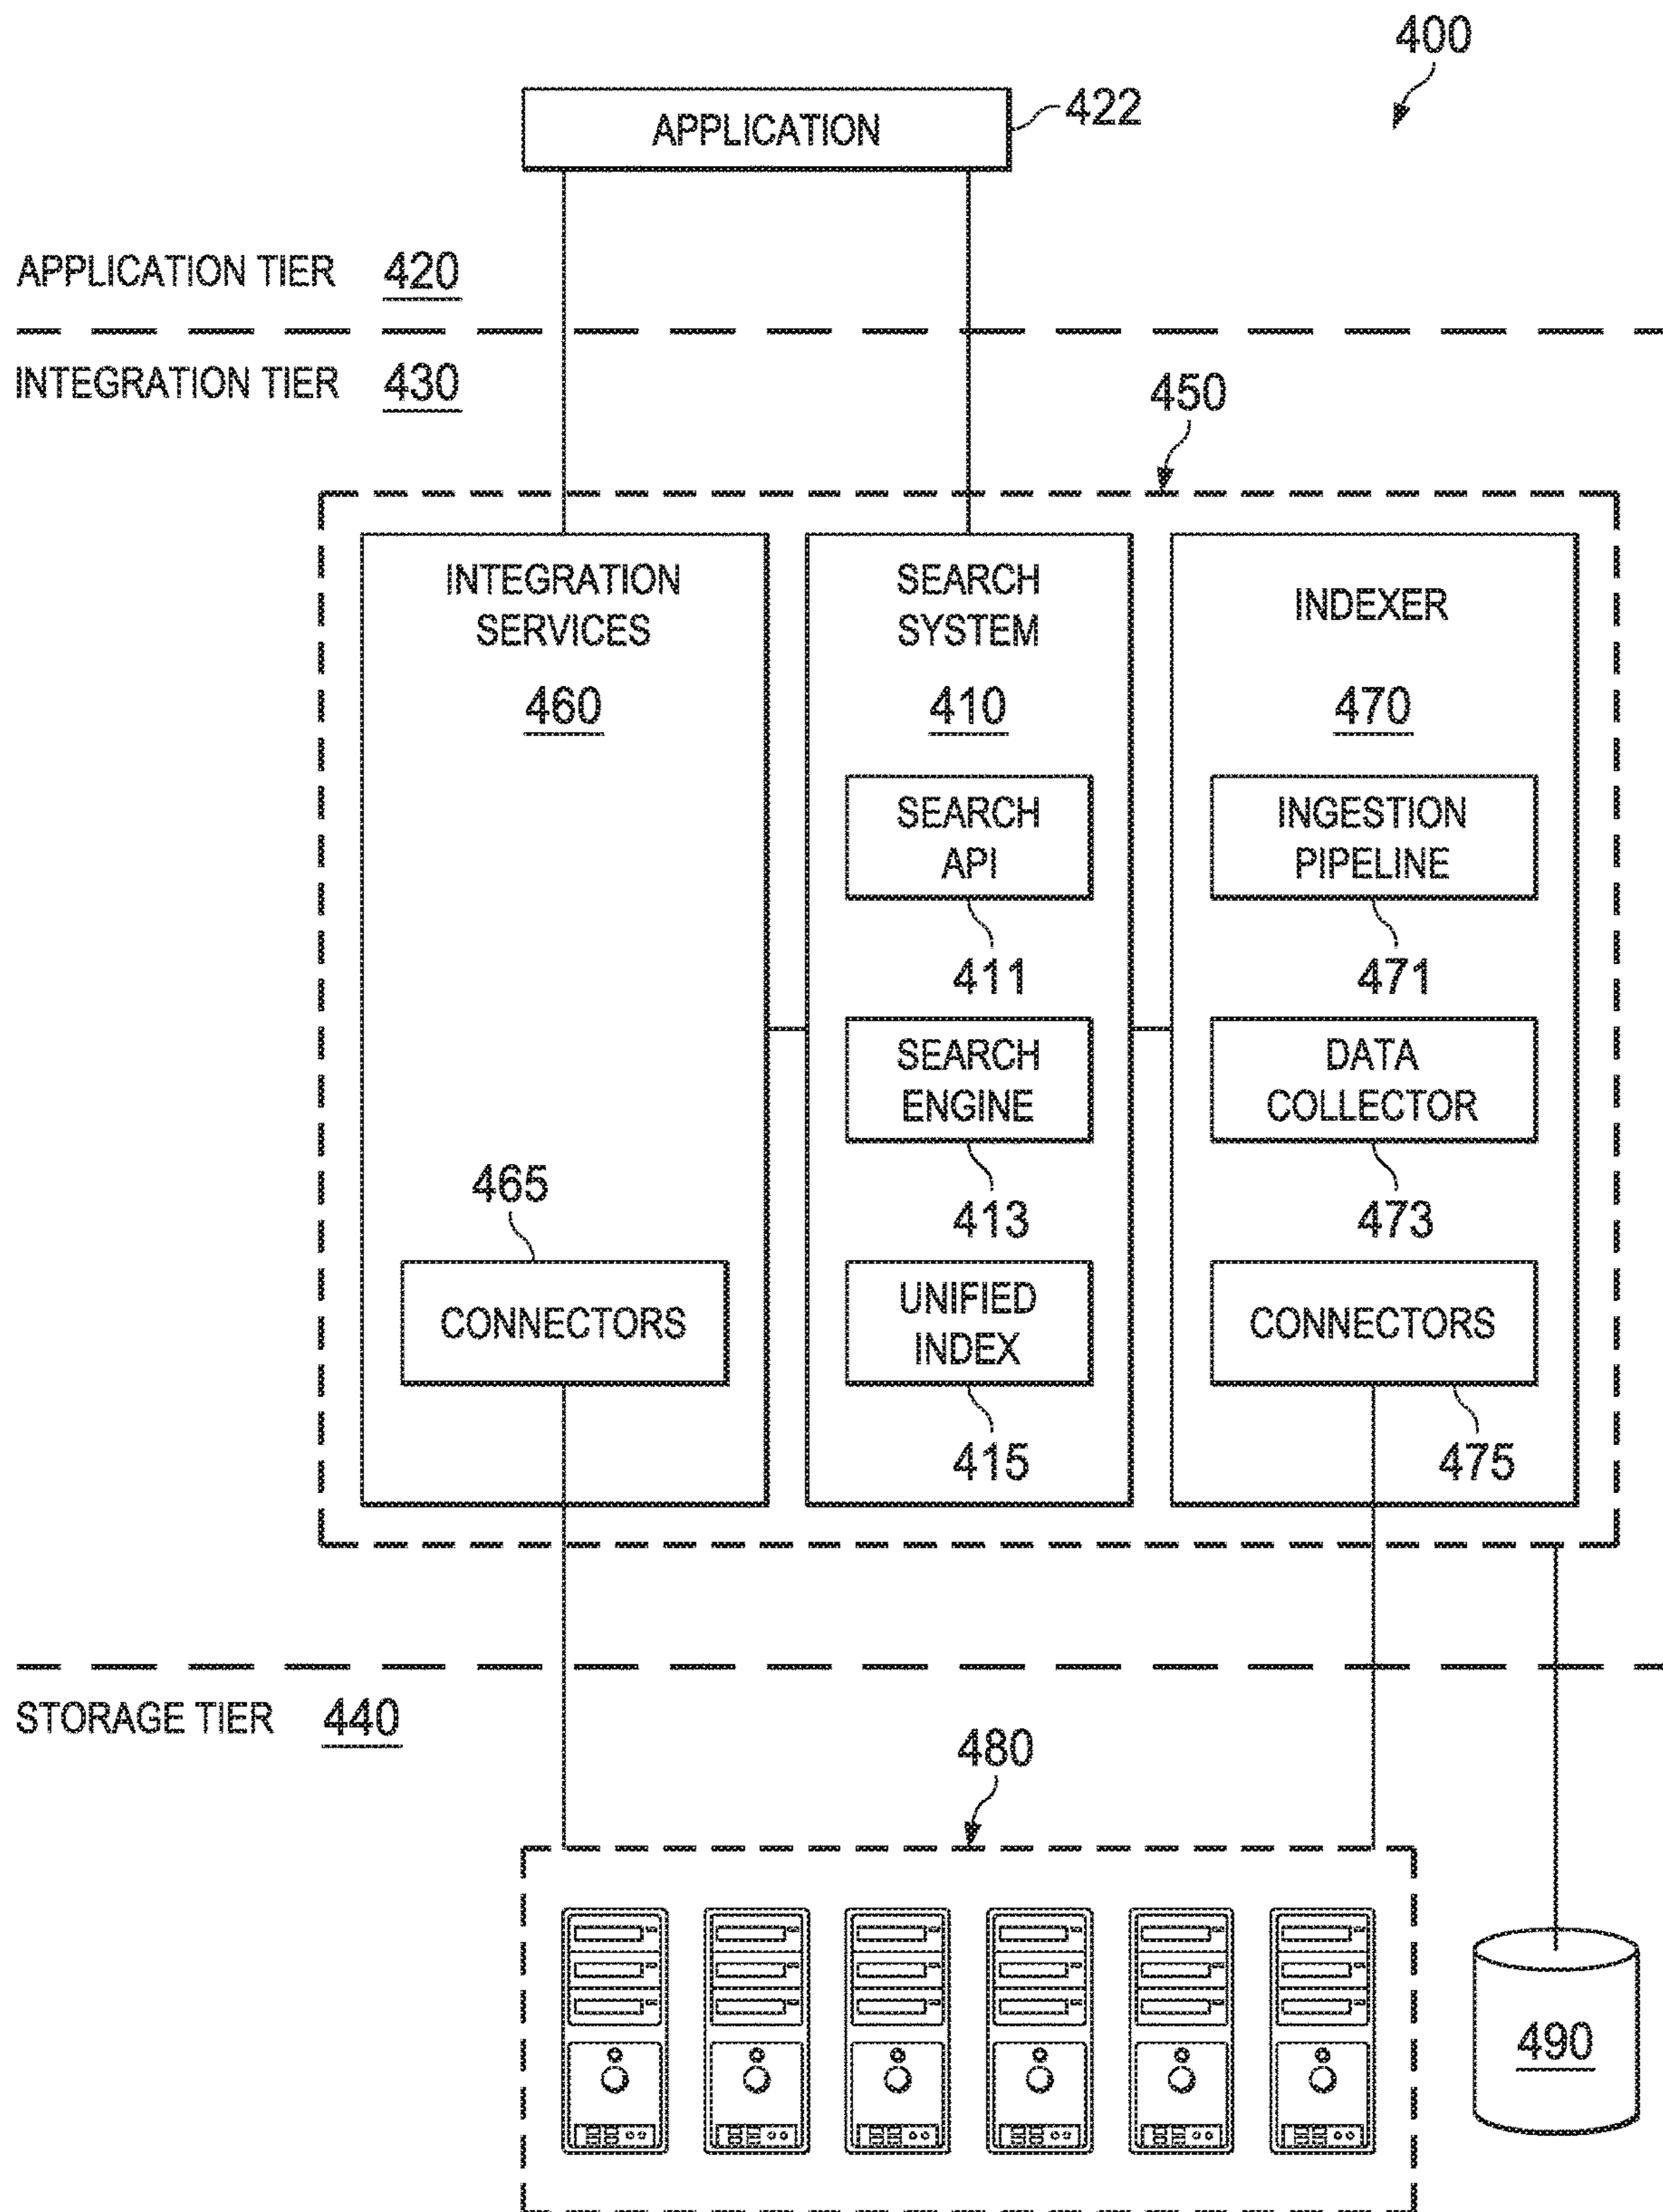 400
APPLICATION
422
APPLICATION TIER 420
INTEGRATION TIER 430
450
INTEGRATION
SERVICES
460
465
CONNECTORS
SEARCH
SYSTEM
410
SEARCH
API
411
SEARCH
ENGINE
413
UNIFIED
INDEX
415
INDEXER
470
INGESTION
PIPELINE
471
DATA
COLLECTOR
473
CONNECTORS
475
STORAGE TIER 440
480
490